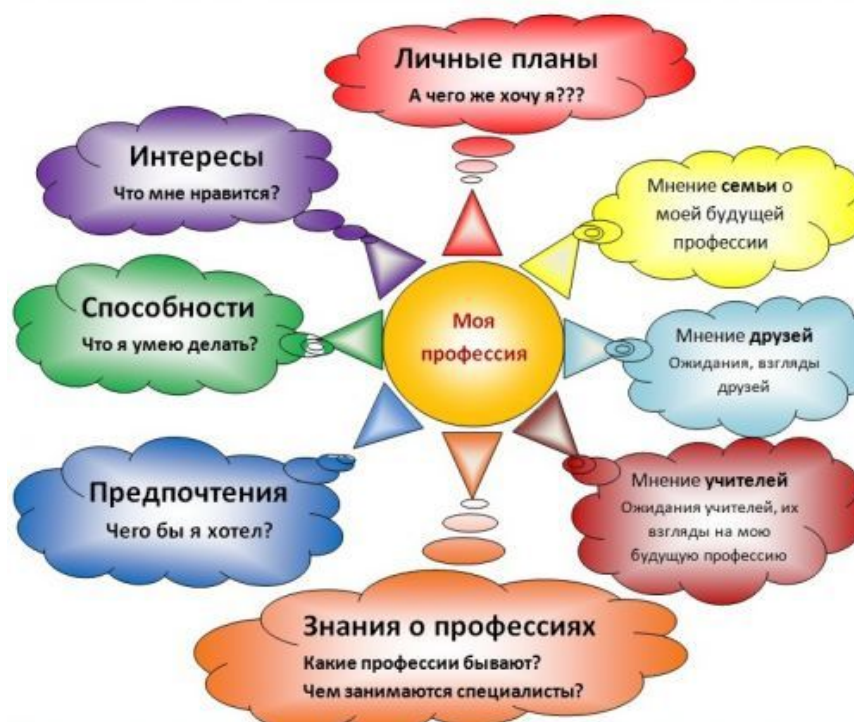 Личные планы
А чего же хочу я???
Интересы
Что мне нравится?
Мнение семьи о
моей будущей
профессии
Способности
Что я умею делать?
Моя
профессия
Мнение друзей
Ожидания, взгляды
друзей
Предпочтения
Чего бы я хотел?
Мнение учителей
Ожидания учителей, их
взгляды на мою
будущую профессию
Знания о профессиях
Какие профессии бывают?
Чем занимаются специалисты?